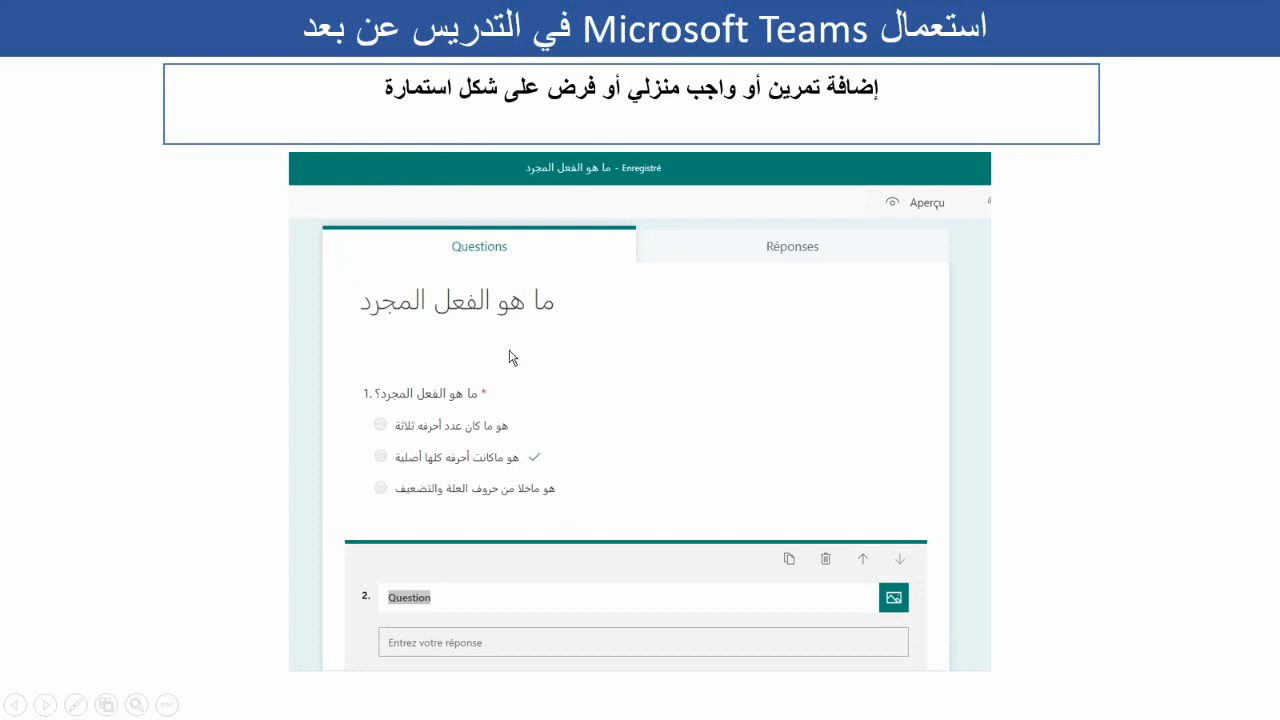 استعمال Microsoft Teams في التدريس عن بعد
إضافة تمرين أو واجب منزلي أو فرض على شكل استمارة
ما هو الفعل المجرد - Enregistré
Aperçu
Questions
Réponses
ما هو الفعل المجرد
1. ما هو الفعل المجرد؟ *
هو ما كان عدد أحرفه ثلاثة
هو ماكانت أحرفه كلها أصلية
هو ماخلا من حروف العلة والتضعيف
2. Question
Entrez votre réponse